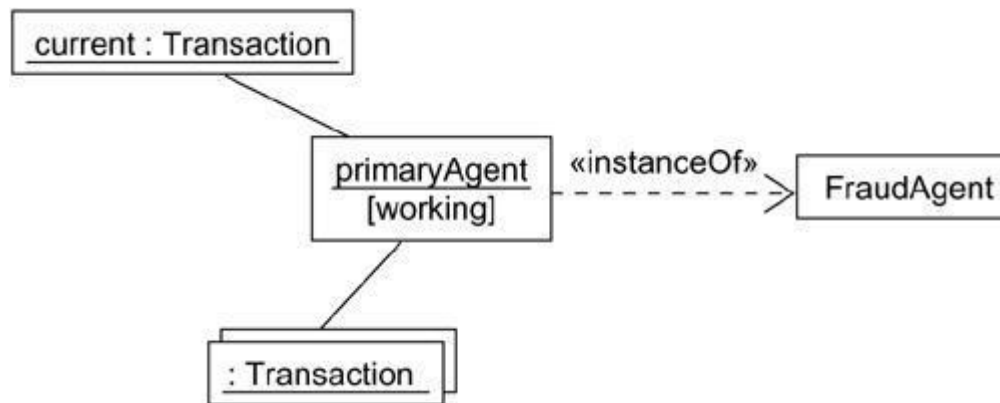 current : Transaction
primaryAgent
[working]
«instanceOf»
FraudAgent
: Transaction